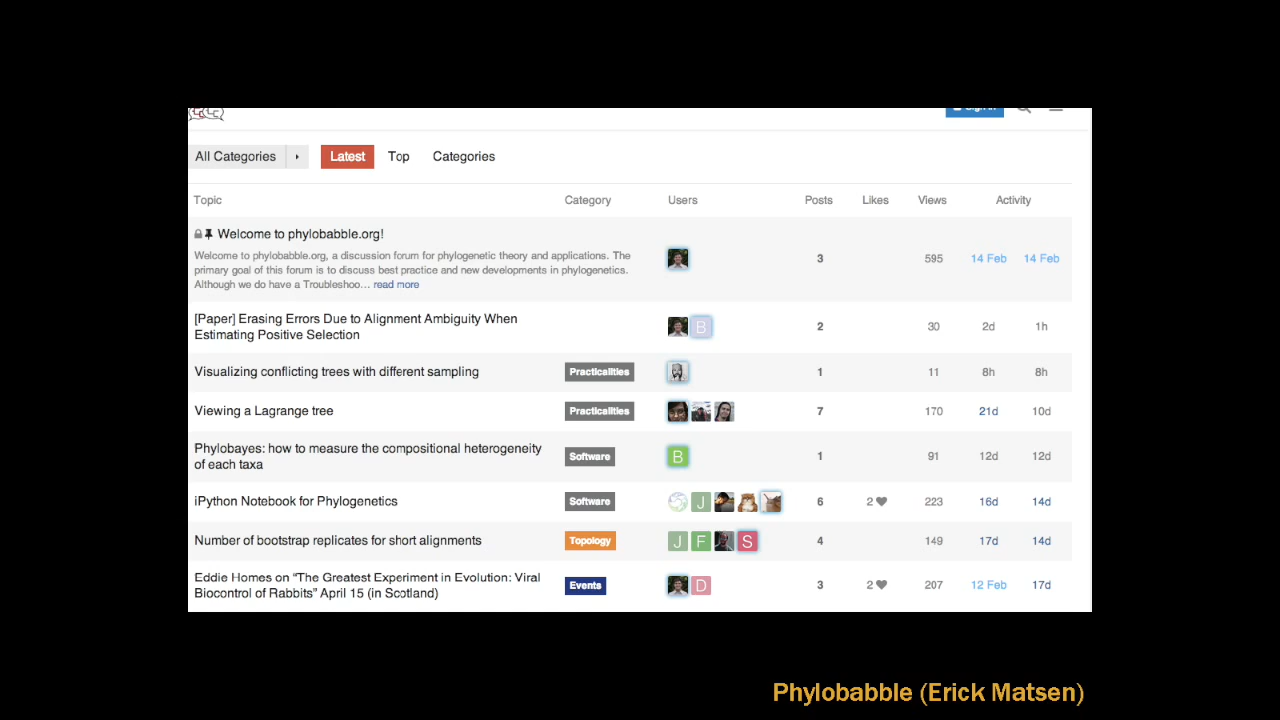 All Categories Latest Top Categories
Topic Category Users Posts Likes Views Activity
Welcome to phylobabble.org!
Welcome to phylobabble.org, a discussion forum for phylogenetic theory and applications. The
primary goal of this forum is to discuss best practice and new developments in phylogenetics.
Although we do have a Troubleshoo... read more
3 595 14 Feb 14 Feb
[Paper] Erasing Errors Due to Alignment Ambiguity When
Estimating Positive Selection
B 2 30 2d 1h
Visualizing conflicting trees with different sampling Practicalities 1 11 8h 8h
Viewing a Lagrange tree Practicalities 7 170 21d 10d
Phylobayes: how to measure the compositional heterogeneity
of each taxa
Software B 1 91 12d 12d
iPython Notebook for Phylogenetics Software J 6 2 223 16d 14d
Number of bootstrap replicates for short alignments Topology J F S 4 149 17d 14d
Eddie Homes on “The Greatest Experiment in Evolution: Viral
Biocontrol of Rabbits” April 15 (in Scotland)
Events D 3 2 207 12 Feb 17d
Phylobabble (Erick Matsen)